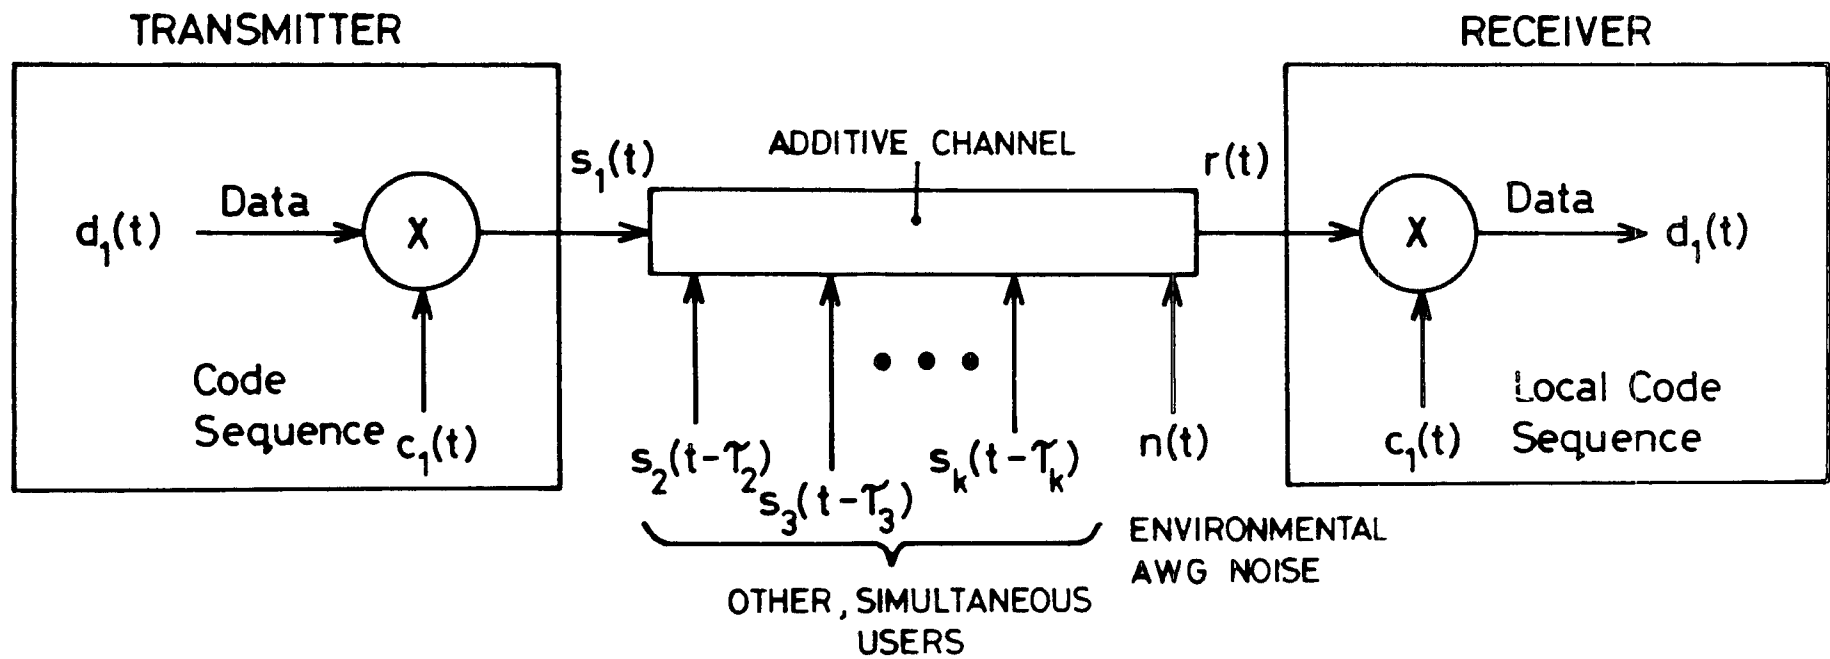 TRANSMITTER
RECEIVER
ADDITIVE CHANNEL
s₁(t)
r(t)
Data
d₁(t)
X
Data
d₁(t)
X
Code
Sequence
c₁(t)
s₂(t-τ₂)
s₃(t-τ₃)
sₖ(t-τₖ)
n(t)
c₁(t)
Local Code
Sequence
ENVIRONMENTAL
AWG NOISE
OTHER, SIMULTANEOUS
USERS